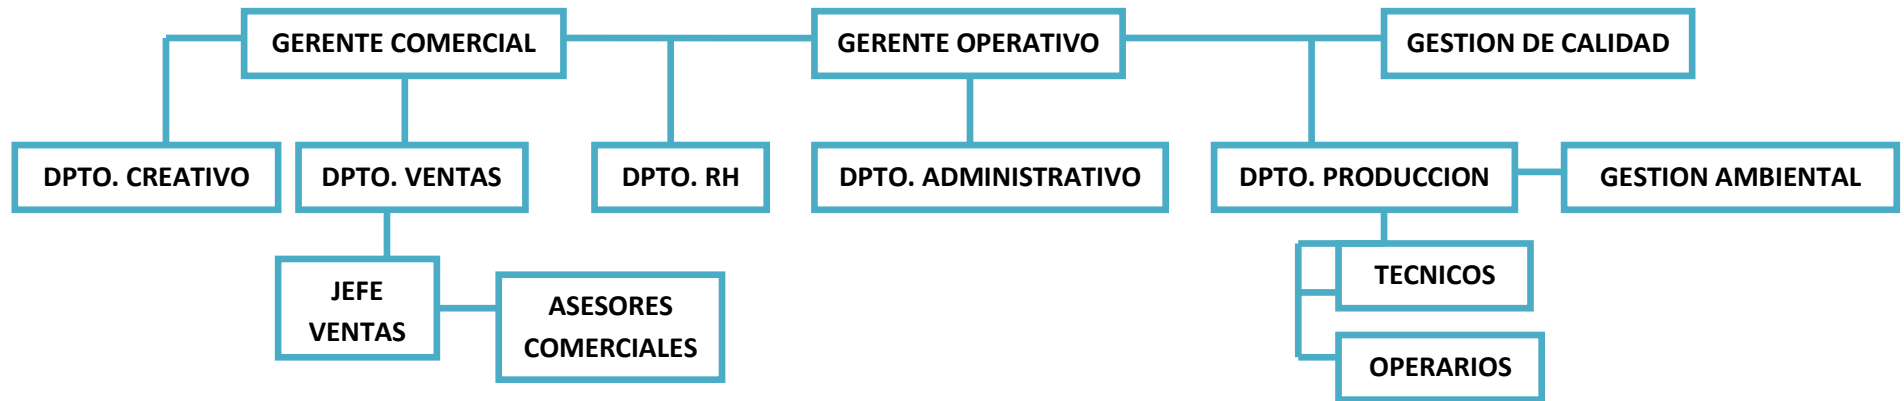 GERENTE COMERCIAL
GERENTE OPERATIVO
GESTION DE CALIDAD
DPTO. CREATIVO
DPTO. VENTAS
DPTO. RH
DPTO. ADMINISTRATIVO
DPTO. PRODUCCION
GESTION AMBIENTAL
JEFE
VENTAS
ASESORES
COMERCIALES
TECNICOS
OPERARIOS